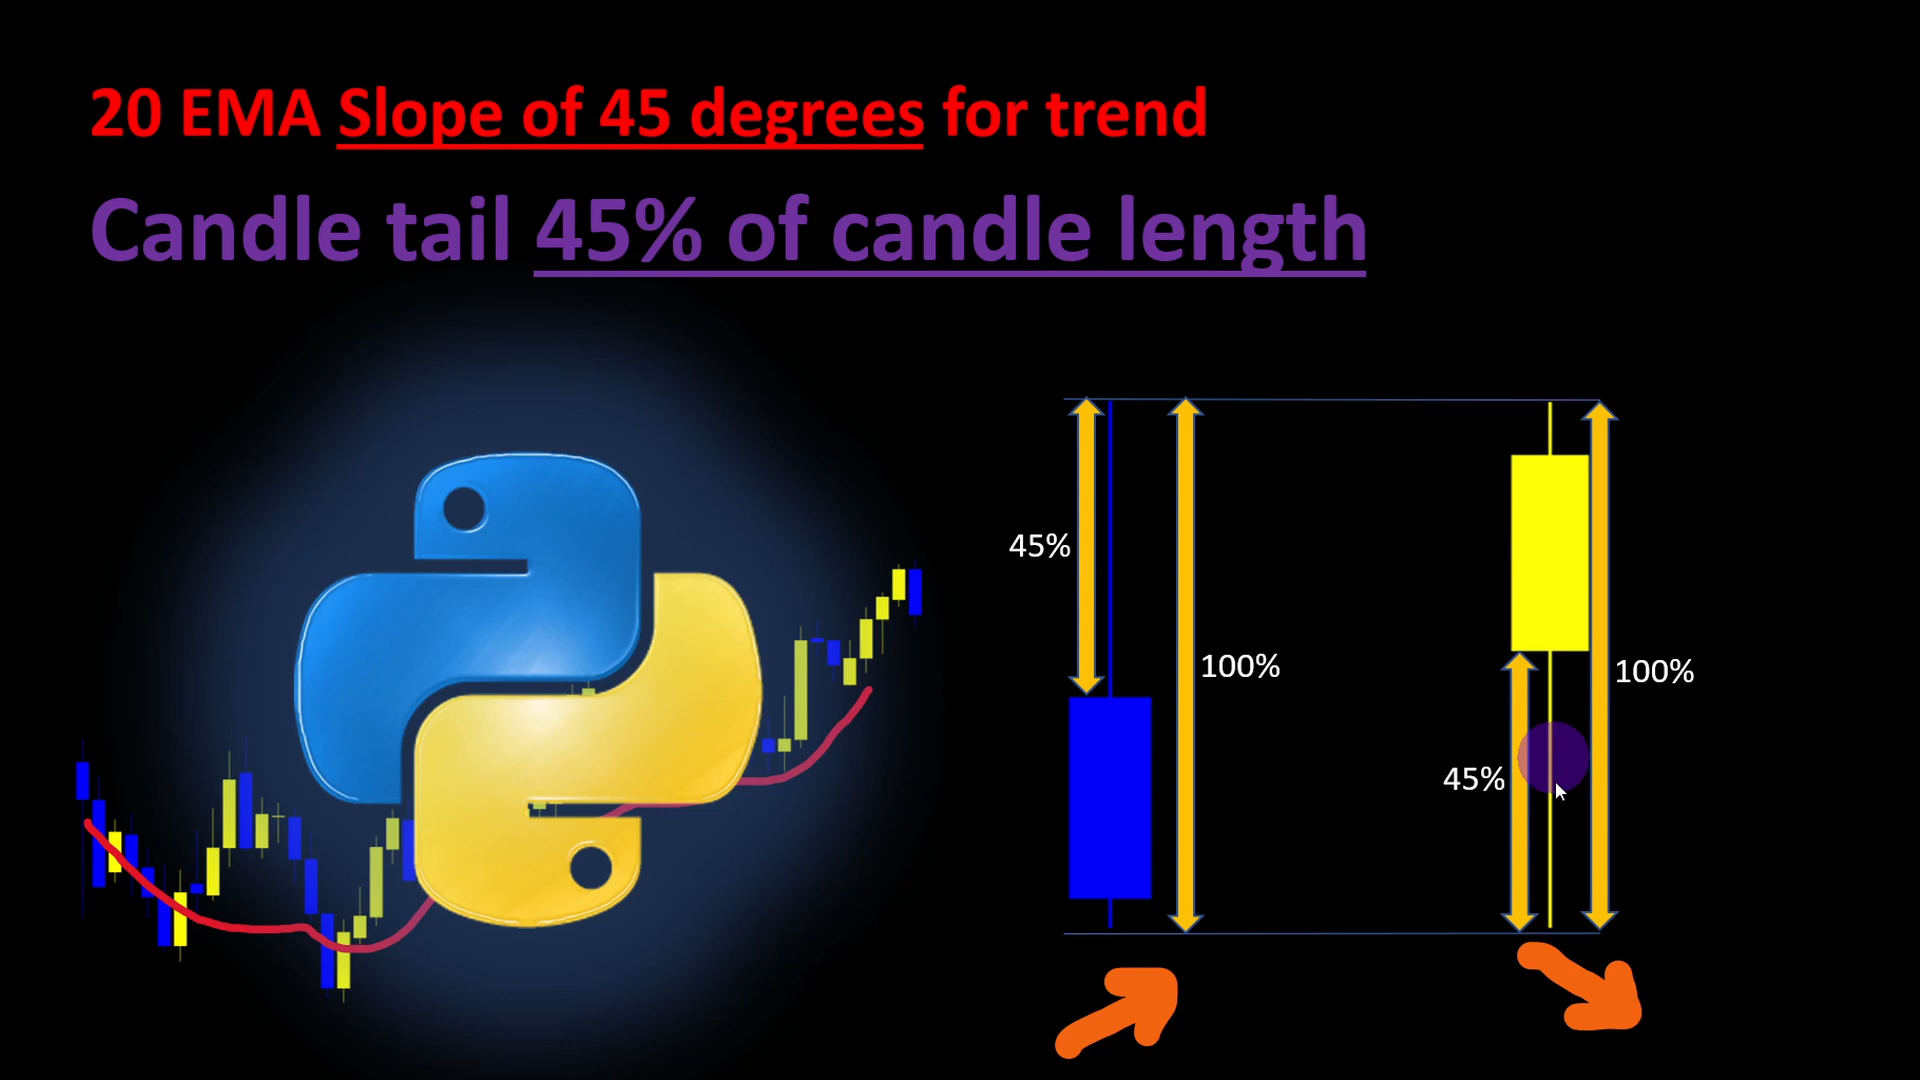 20 EMA Slope of 45 degrees for trend
Candle tail 45% of candle length
45%
100%
100%
45%